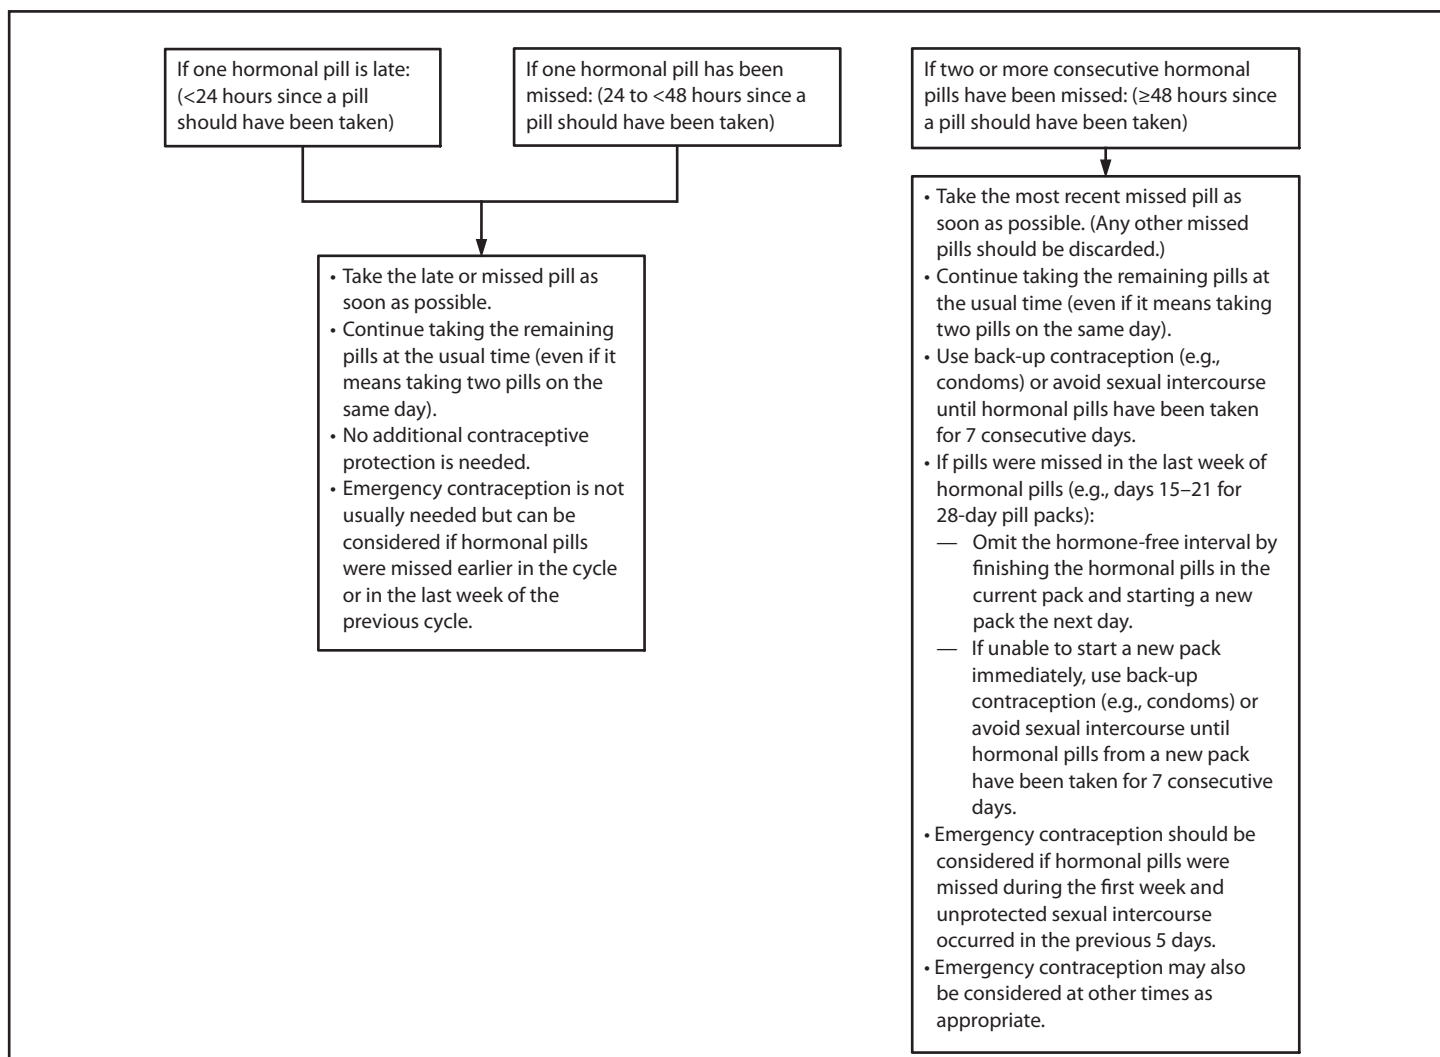 If one hormonal pill is late:
(<24 hours since a pill
should have been taken)
If one hormonal pill has been
missed: (24 to <48 hours since a
pill should have been taken)
If two or more consecutive hormonal
pills have been missed: (≥48 hours since
a pill should have been taken)
• Take the late or missed pill as
soon as possible.
• Continue taking the remaining
pills at the usual time (even if it
means taking two pills on the
same day).
• No additional contraceptive
protection is needed.
• Emergency contraception is not
usually needed but can be
considered if hormonal pills
were missed earlier in the cycle
or in the last week of the
previous cycle.
• Take the most recent missed pill as
soon as possible. (Any other missed
pills should be discarded.)
• Continue taking the remaining pills at
the usual time (even if it means taking
two pills on the same day).
• Use back-up contraception (e.g.,
condoms) or avoid sexual intercourse
until hormonal pills have been taken
for 7 consecutive days.
• If pills were missed in the last week of
hormonal pills (e.g., days 15–21 for
28-day pill packs):
— Omit the hormone-free interval by
finishing the hormonal pills in the
current pack and starting a new
pack the next day.
— If unable to start a new pack
immediately, use back-up
contraception (e.g., condoms) or
avoid sexual intercourse until
hormonal pills from a new pack
have been taken for 7 consecutive
days.
• Emergency contraception should be
considered if hormonal pills were
missed during the first week and
unprotected sexual intercourse
occurred in the previous 5 days.
• Emergency contraception may also
be considered at other times as
appropriate.